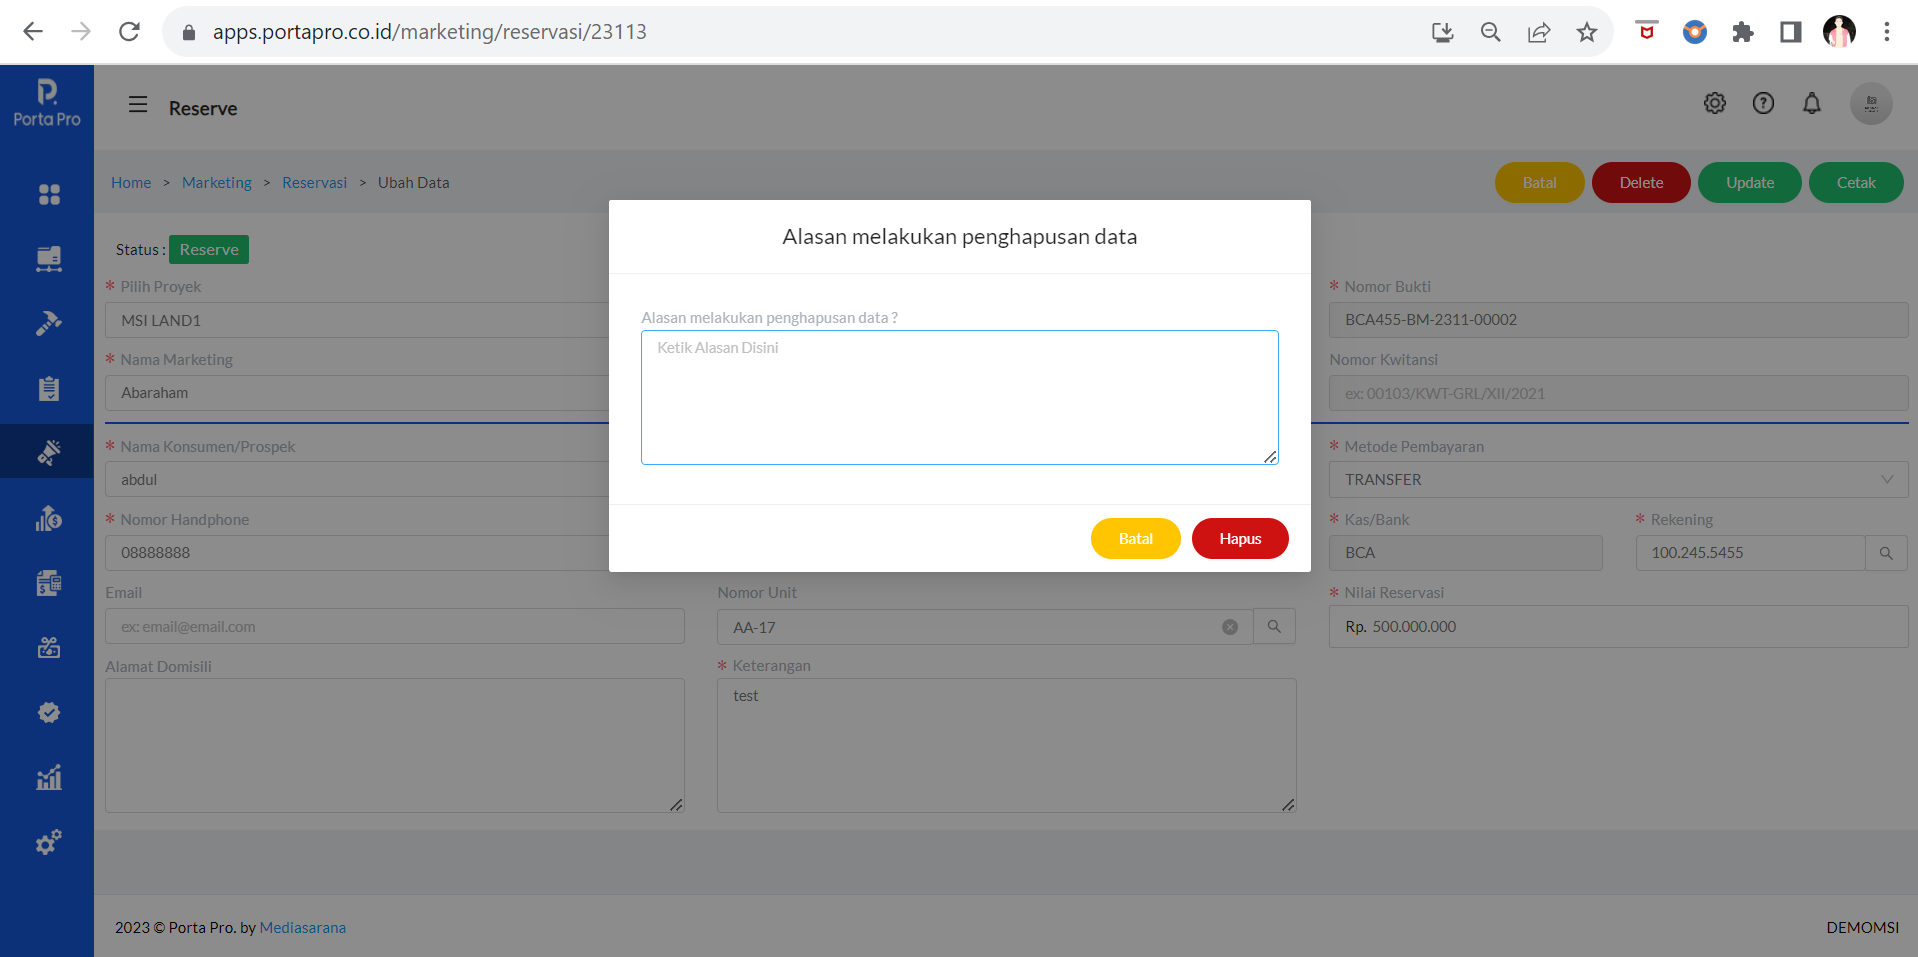 apps.portapro.co.id/marketing/reservasi/23113
Porta Pro
Reserve
Home > Marketing > Reservasi > Ubah Data
Batal
Delete
Update
Cetak
Status : Reserve
Alasan melakukan penghapusan data
Alasan melakukan penghapusan data ?
Ketik Alasan Disini
Batal
Hapus
* Pilih Proyek
MSI LAND1
* Nama Marketing
Abaraham
* Nama Konsumen/Prospek
abdul
* Nomor Handphone
08888888
Email
ex: email@email.com
Alamat Domisili
Nomor Unit
AA-17
* Keterangan
test
* Nomor Bukti
BCA455-BM-2311-00002
Nomor Kwitansi
ex: 00103/KWT-GRL/XII/2021
* Metode Pembayaran
TRANSFER
* Kas/Bank
BCA
* Rekening
100.245.5455
* Nilai Reservasi
Rp. 500.000.000
2023 © Porta Pro. by Mediasarana
DEMOMSI